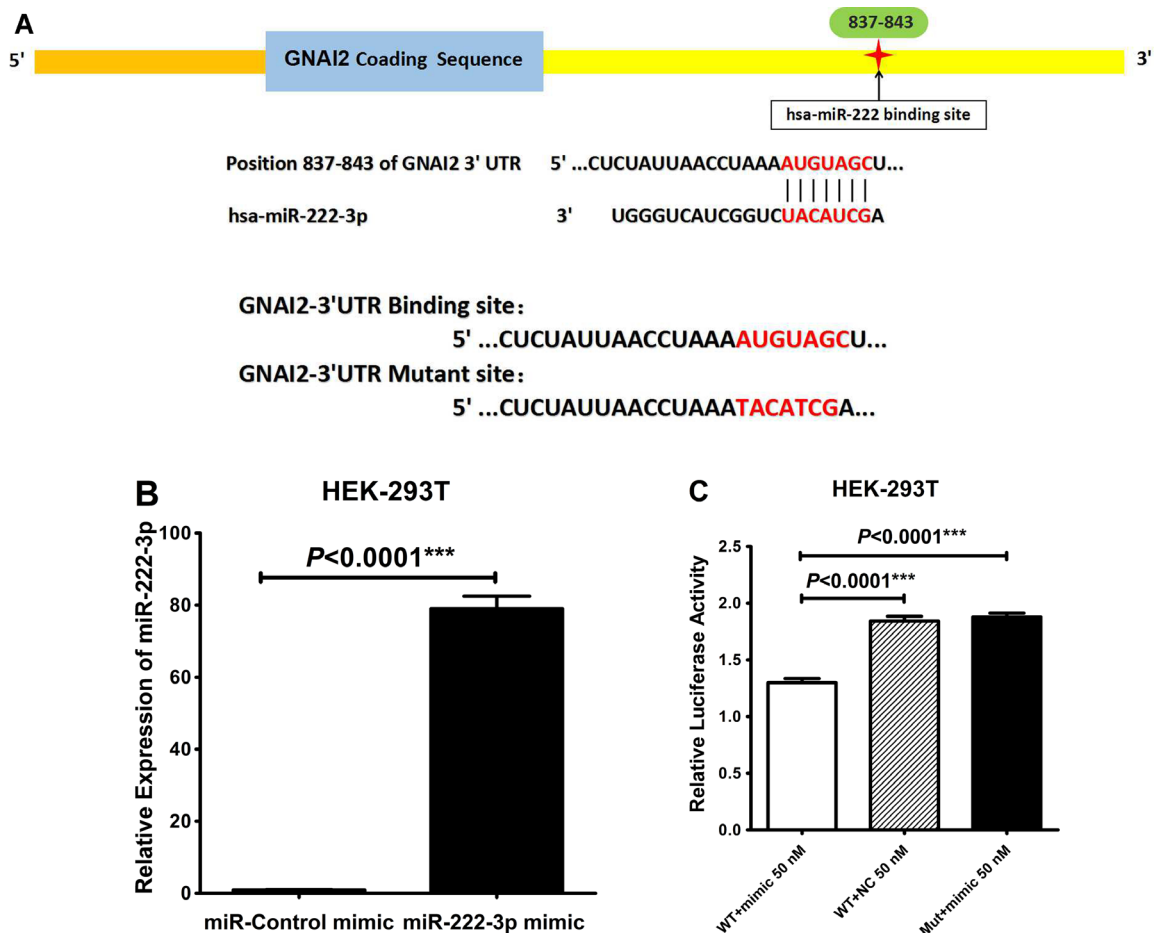 A
837-843
5'
GNAI2 Coading Sequence
3'
hsa-miR-222 binding site
Position 837-843 of GNAI2 3' UTR 5' ...CUCUAUUAACCUAAAAUGUAGCU...
hsa-miR-222-3p 3' UGGGUCAUCGGUCUACAUCGA
GNAI2-3'UTR Binding site:
5' ...CUCUAUUAACCUAAAAUGUAGCU...
GNAI2-3'UTR Mutant site:
5' ...CUCUAUUAACCUAAATACATCGA...
B
HEK-293T
P<0.0001***
Relative Expression of miR-222-3p
100
80
60
40
20
0
miR-Control mimic miR-222-3p mimic
C
HEK-293T
P<0.0001***
P<0.0001***
Relative Luciferase Activity
2.5
2.0
1.5
1.0
0.5
0.0
WT+mimic 50 nM
WT+NC 50 nM
Mut+mimic 50 nM